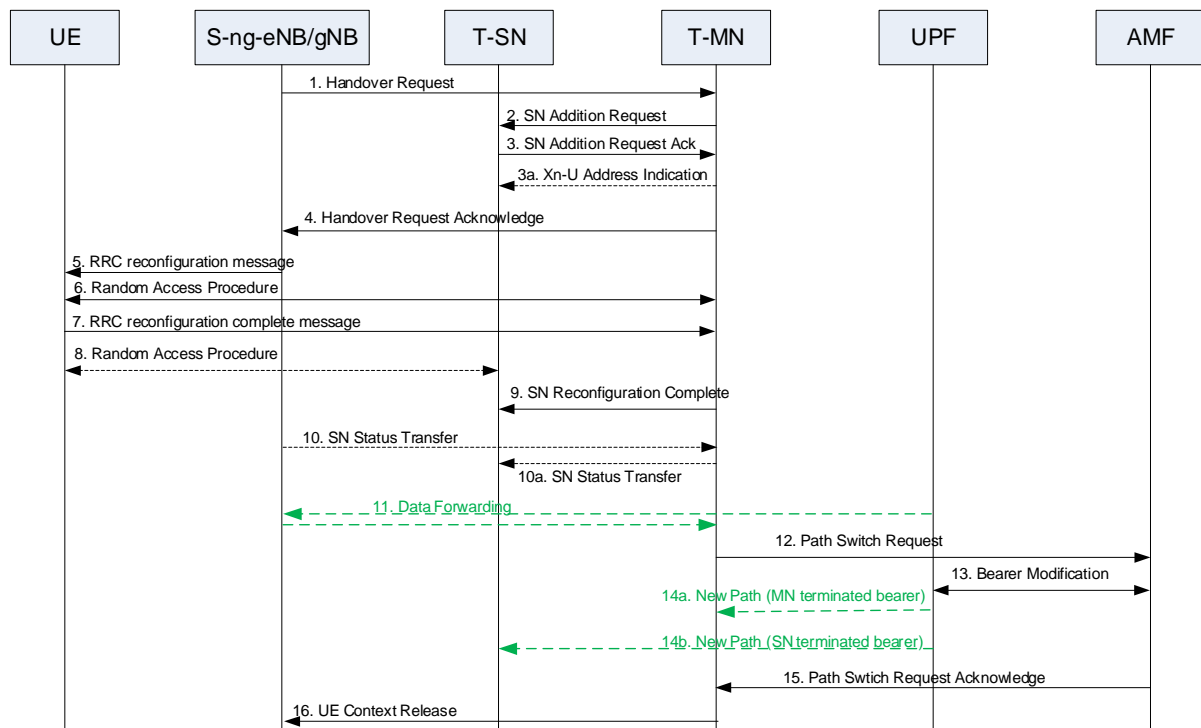 UE
S-ng-eNB/gNB
T-SN
T-MN
UPF
AMF
1. Handover Request
2. SN Addition Request
3. SN Addition Request Ack
3a. Xn-U Address Indication
4. Handover Request Acknowledge
5. RRC reconfiguration message
6. Random Access Procedure
7. RRC reconfiguration complete message
8. Random Access Procedure
9. SN Reconfiguration Complete
10. SN Status Transfer
10a. SN Status Transfer
11. Data Forwarding
12. Path Switch Request
13. Bearer Modification
14a. New Path (MN terminated bearer)
14b. New Path (SN terminated bearer)
15. Path Swtich Request Acknowledge
16. UE Context Release